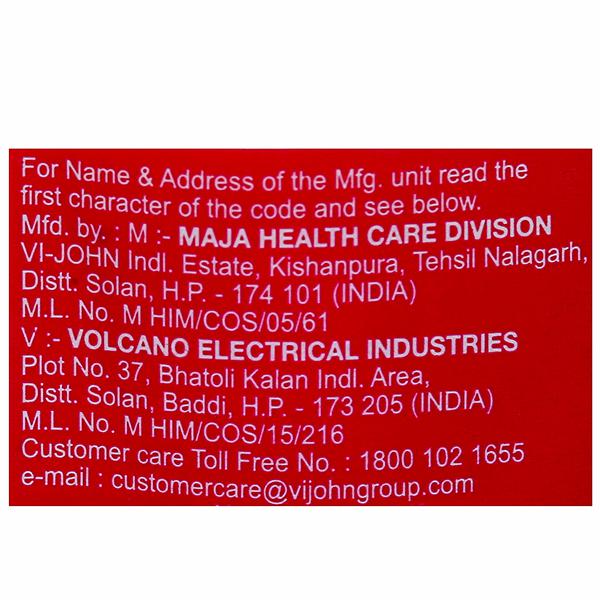 For Name & Address of the Mfg. unit read the
first character of the code and see below.
Mfd. by. : M :- MAJA HEALTH CARE DIVISION
VI-JOHN Indl. Estate, Kishanpura, Tehsil Nalagarh,
Distt. Solan, H.P. - 174 101 (INDIA)
M.L. No. M HIM/COS/05/61
V :- VOLCANO ELECTRICAL INDUSTRIES
Plot No. 37, Bhatoli Kalan Indl. Area,
Distt. Solan, Baddi, H.P. - 173 205 (INDIA)
M.L. No. M HIM/COS/15/216
Customer care Toll Free No. : 1800 102 1655
e-mail : customercare@vijohngroup.com